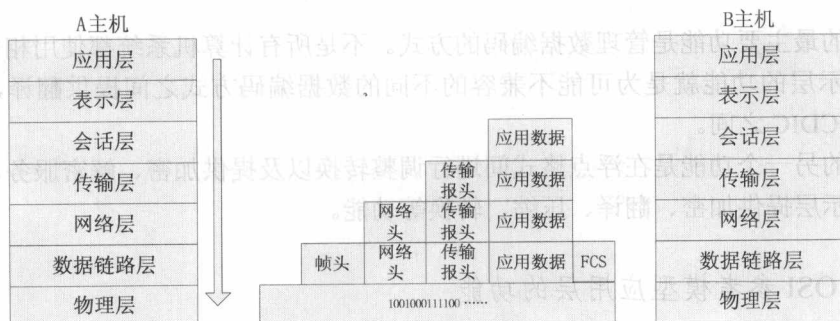 A主机
应用层
表示层
会话层
传输层
网络层
数据链路层
物理层
应用数据
传输
报头
应用数据
网络
头
传输
报头
应用数据
帧头
网络
头
传输
报头
应用数据
FCS
1001000111100 ······
B主机
应用层
表示层
会话层
传输层
网络层
数据链路层
物理层